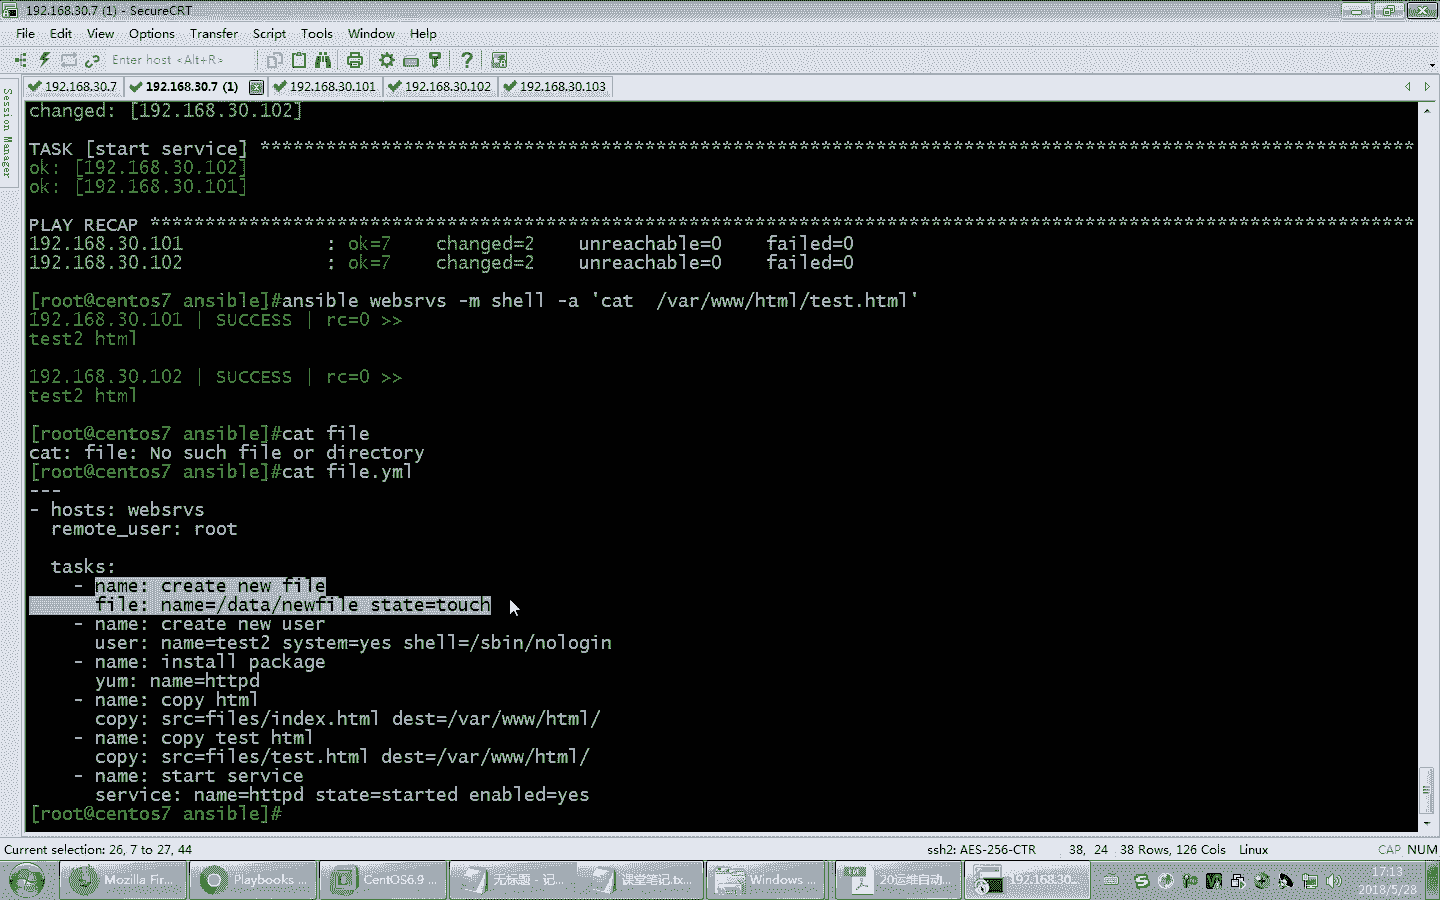 192.168.30.7 (1) - SecureCRT
File Edit View Options Transfer Script Tools Window Help
Enter host <Alt+R>
192.168.30.7 192.168.30.7 (1) 192.168.30.101 192.168.30.102 192.168.30.103
Session Manager
changed: [192.168.30.102]
TASK [start service] *********************************************************************************************************
ok: [192.168.30.102]
ok: [192.168.30.101]
PLAY RECAP *******************************************************************************************************************
192.168.30.101 : ok=7 changed=2 unreachable=0 failed=0
192.168.30.102 : ok=7 changed=2 unreachable=0 failed=0
[root@centos7 ansible]#ansible websrvs -m shell -a 'cat  /var/www/html/test.html'
192.168.30.101 | SUCCESS | rc=0 >>
test2 html
192.168.30.102 | SUCCESS | rc=0 >>
test2 html
[root@centos7 ansible]#cat file
cat: file: No such file or directory
[root@centos7 ansible]#cat file.yml
---
- hosts: websrvs
  remote_user: root
  tasks:
    - name: create new file
      file: name=/data/newfile state=touch
    - name: create new user
      user: name=test2 system=yes shell=/sbin/nologin
    - name: install package
      yum: name=httpd
    - name: copy html
      copy: src=files/index.html dest=/var/www/html/
    - name: copy test html
      copy: src=files/test.html dest=/var/www/html/
    - name: start service
      service: name=httpd state=started enabled=yes
[root@centos7 ansible]#
Current selection: 26, 7 to 27, 44 ssh2: AES-256-CTR 38, 24 38 Rows, 126 Cols Linux CAP NUM
Mozilla Fir... Playbooks ... CentOS6.9 ... 无标题 - 记... 课堂笔记.tx... Windows ... 20运维自动... 192.168.30... 17:13
2018/5/28